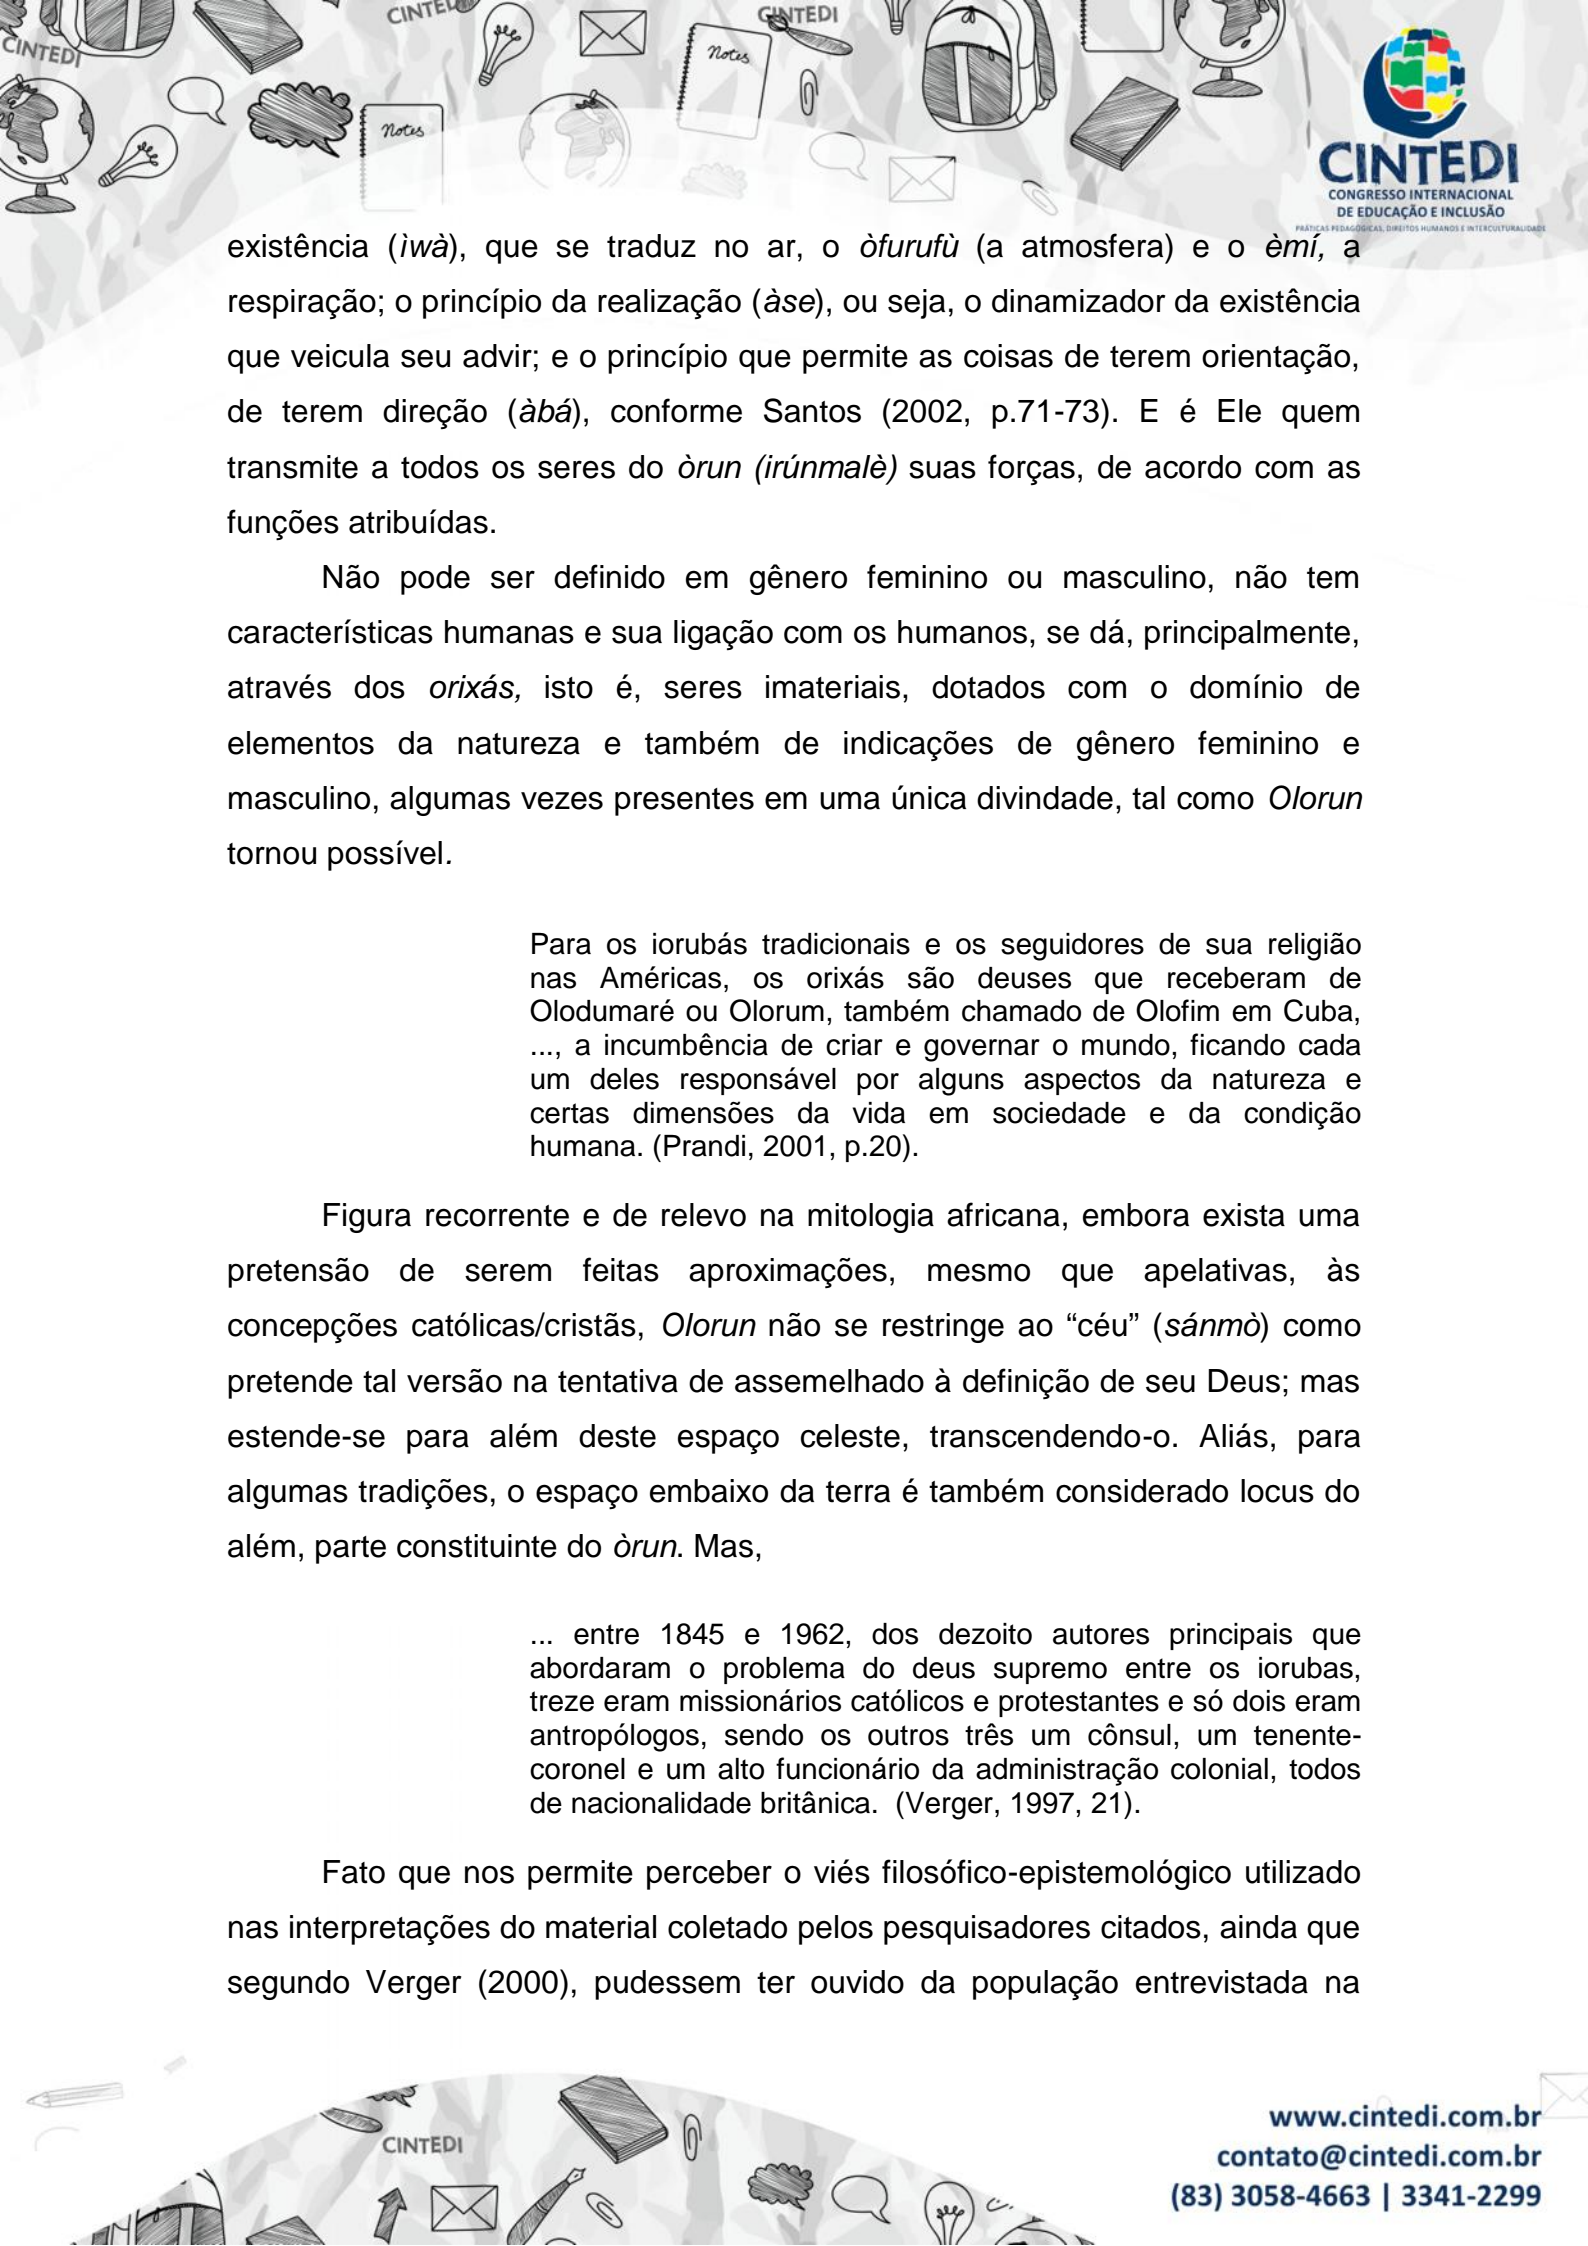 CINTEDI
CINTEDI
CINTEDI
Notes
Notes
CINTEDI
CONGRESSO INTERNACIONAL
DE EDUCAÇÃO E INCLUSÃO
PRÁTICAS PEDAGÓGICAS, DIREITOS HUMANOS E INTERCULTURALIDADE
existência (ìwà), que se traduz no ar, o òfurufù (a atmosfera) e o èmí, a
respiração; o princípio da realização (àse), ou seja, o dinamizador da existência
que veicula seu advir; e o princípio que permite as coisas de terem orientação,
de terem direção (àbá), conforme Santos (2002, p.71-73). E é Ele quem
transmite a todos os seres do òrun (irúnmalè) suas forças, de acordo com as
funções atribuídas.
Não pode ser definido em gênero feminino ou masculino, não tem
características humanas e sua ligação com os humanos, se dá, principalmente,
através dos orixás, isto é, seres imateriais, dotados com o domínio de
elementos da natureza e também de indicações de gênero feminino e
masculino, algumas vezes presentes em uma única divindade, tal como Olorun
tornou possível.
Para os iorubás tradicionais e os seguidores de sua religião
nas Américas, os orixás são deuses que receberam de
Olodumaré ou Olorum, também chamado de Olofim em Cuba,
..., a incumbência de criar e governar o mundo, ficando cada
um deles responsável por alguns aspectos da natureza e
certas dimensões da vida em sociedade e da condição
humana. (Prandi, 2001, p.20).
Figura recorrente e de relevo na mitologia africana, embora exista uma
pretensão de serem feitas aproximações, mesmo que apelativas, às
concepções católicas/cristãs, Olorun não se restringe ao “céu” (sánmò) como
pretende tal versão na tentativa de assemelhado à definição de seu Deus; mas
estende-se para além deste espaço celeste, transcendendo-o. Aliás, para
algumas tradições, o espaço embaixo da terra é também considerado locus do
além, parte constituinte do òrun. Mas,
... entre 1845 e 1962, dos dezoito autores principais que
abordaram o problema do deus supremo entre os iorubas,
treze eram missionários católicos e protestantes e só dois eram
antropólogos, sendo os outros três um cônsul, um tenente-
coronel e um alto funcionário da administração colonial, todos
de nacionalidade britânica.  (Verger, 1997, 21).
Fato que nos permite perceber o viés filosófico-epistemológico utilizado
nas interpretações do material coletado pelos pesquisadores citados, ainda que
segundo Verger (2000), pudessem ter ouvido da população entrevistada na
CINTEDI
www.cintedi.com.br
contato@cintedi.com.br
(83) 3058-4663 | 3341-2299